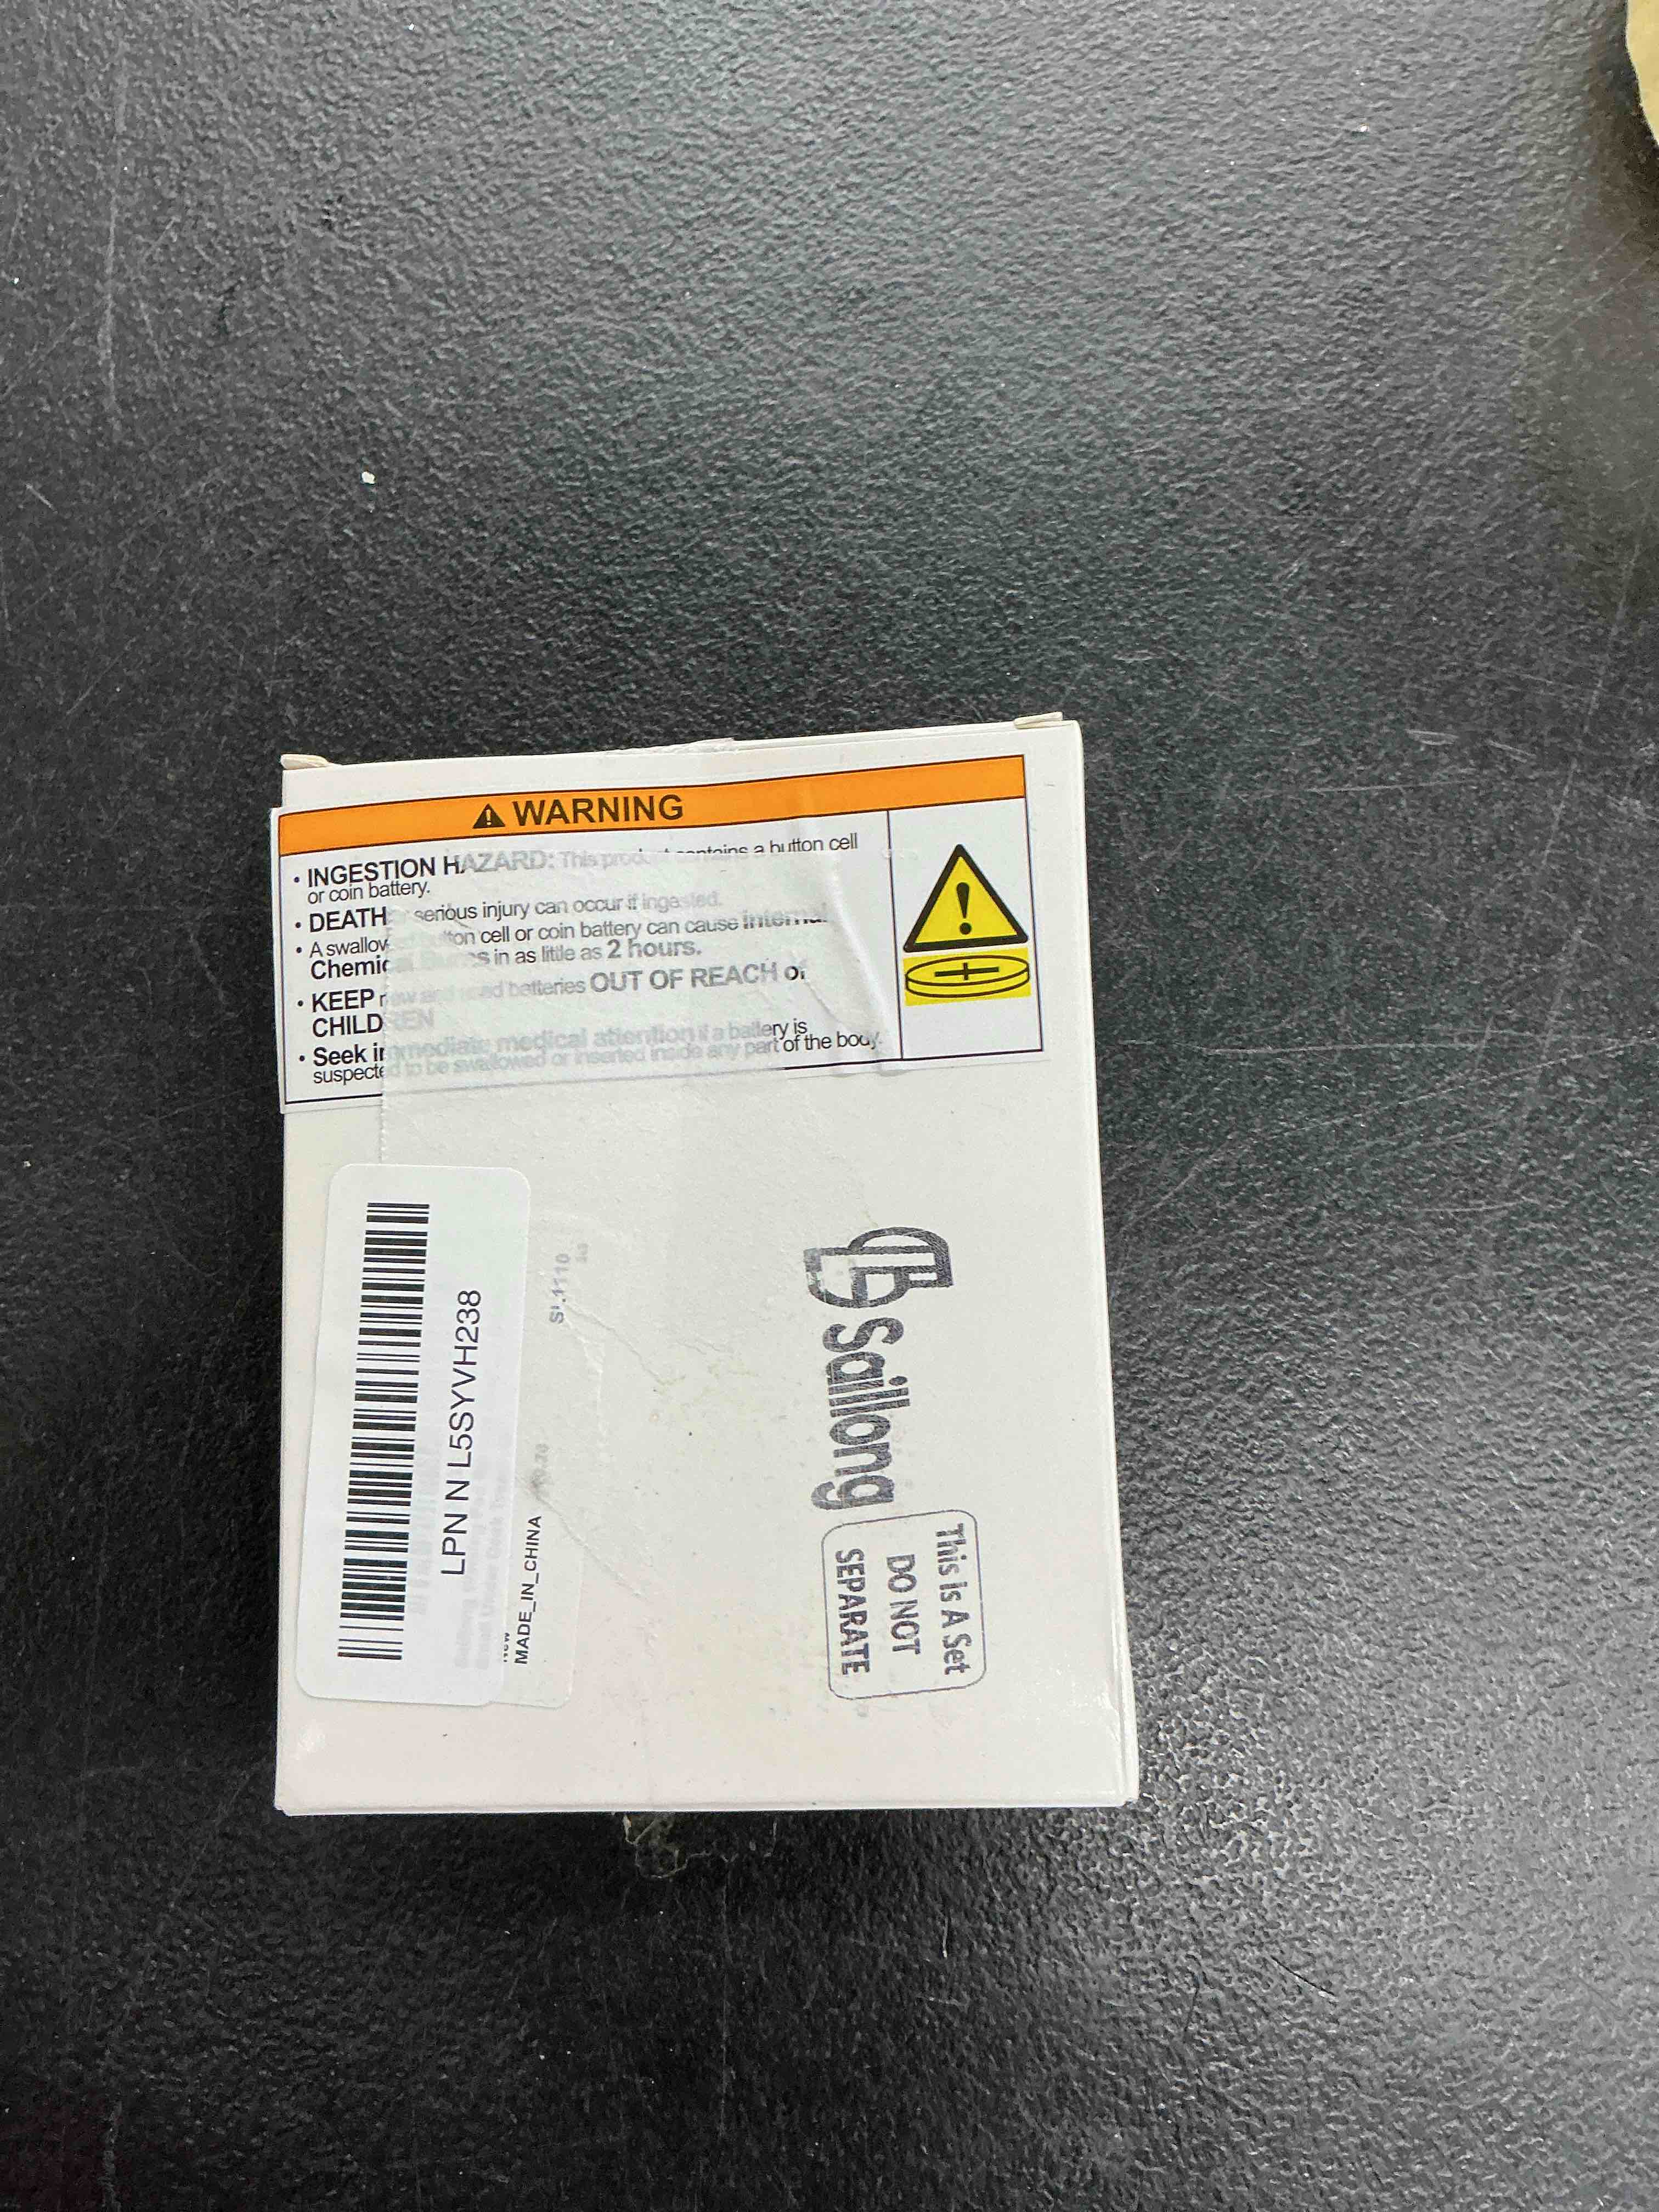 WARNING
• INGESTION HAZARD: This product contains a button cell
or coin battery.
• DEATH or serious injury can occur if ingested.
• A swallowed button cell or coin battery can cause internal
Chemical Burns in as little as 2 hours.
• KEEP new and used batteries OUT OF REACH of
CHILDREN
• Seek immediate medical attention if a battery is
suspected to be swallowed or inserted inside any part of the body.
LPN N L5SYVH238
New
MADE_IN_CHINA
Sailong
This Is A Set
DO NOT
SEPARATE